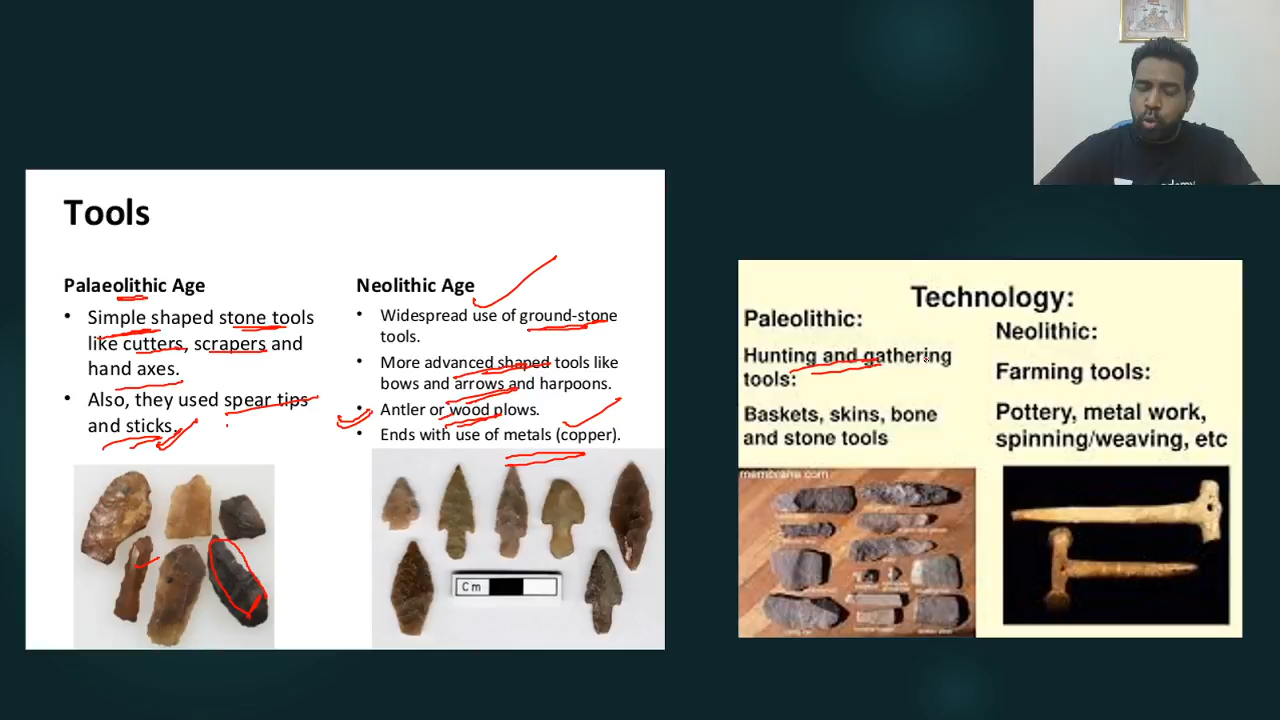 Tools
Palaeolithic Age
• Simple shaped stone tools
like cutters, scrapers and
hand axes.
• Also, they used spear tips
and sticks.
Neolithic Age
• Widespread use of ground-stone
tools.
• More advanced shaped tools like
bows and arrows and harpoons.
• Antler or wood plows.
• Ends with use of metals (copper).
Cm
Technology:
Paleolithic:
Hunting and gathering
tools:
Baskets, skins, bone
and stone tools
Neolithic:
Farming tools:
Pottery, metal work,
spinning/weaving, etc
membrane.com